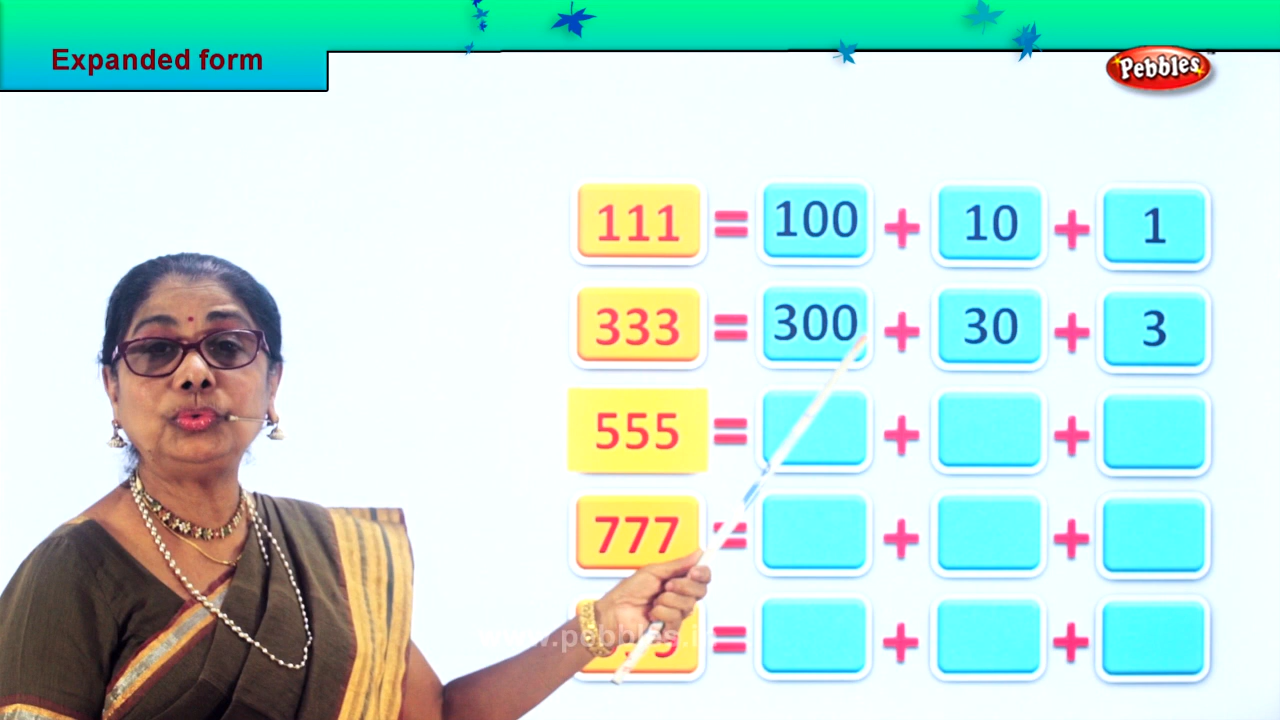 Expanded form
Pebbles
111 = 100 + 10 + 1
333 = 300 + 30 + 3
555 = + +
777 = + +
= + +